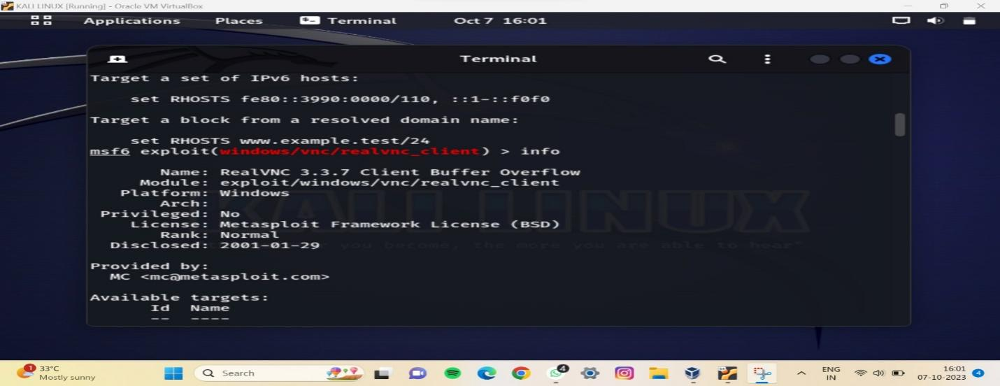 KALI LINUX [Running] - Oracle VM VirtualBox
Applications Places Terminal Oct 7 16:01
Terminal
Target a set of IPv6 hosts:
set RHOSTS fe80::3990:0000/110, ::1-::f0f0
Target a block from a resolved domain name:
set RHOSTS www.example.test/24
msf6 exploit(windows/vnc/realvnc_client) > info
Name: RealVNC 3.3.7 Client Buffer Overflow
Module: exploit/windows/vnc/realvnc_client
Platform: Windows
Arch:
Privileged: No
License: Metasploit Framework License (BSD)
Rank: Normal
Disclosed: 2001-01-29
you become, the more you are able to hear"
KALI LINUX
Provided by:
MC <mc@metasploit.com>
Available targets:
Id Name
-- ----
1
33°C
Mostly sunny
Search
4
ENG
IN
16:01
07-10-2023
4